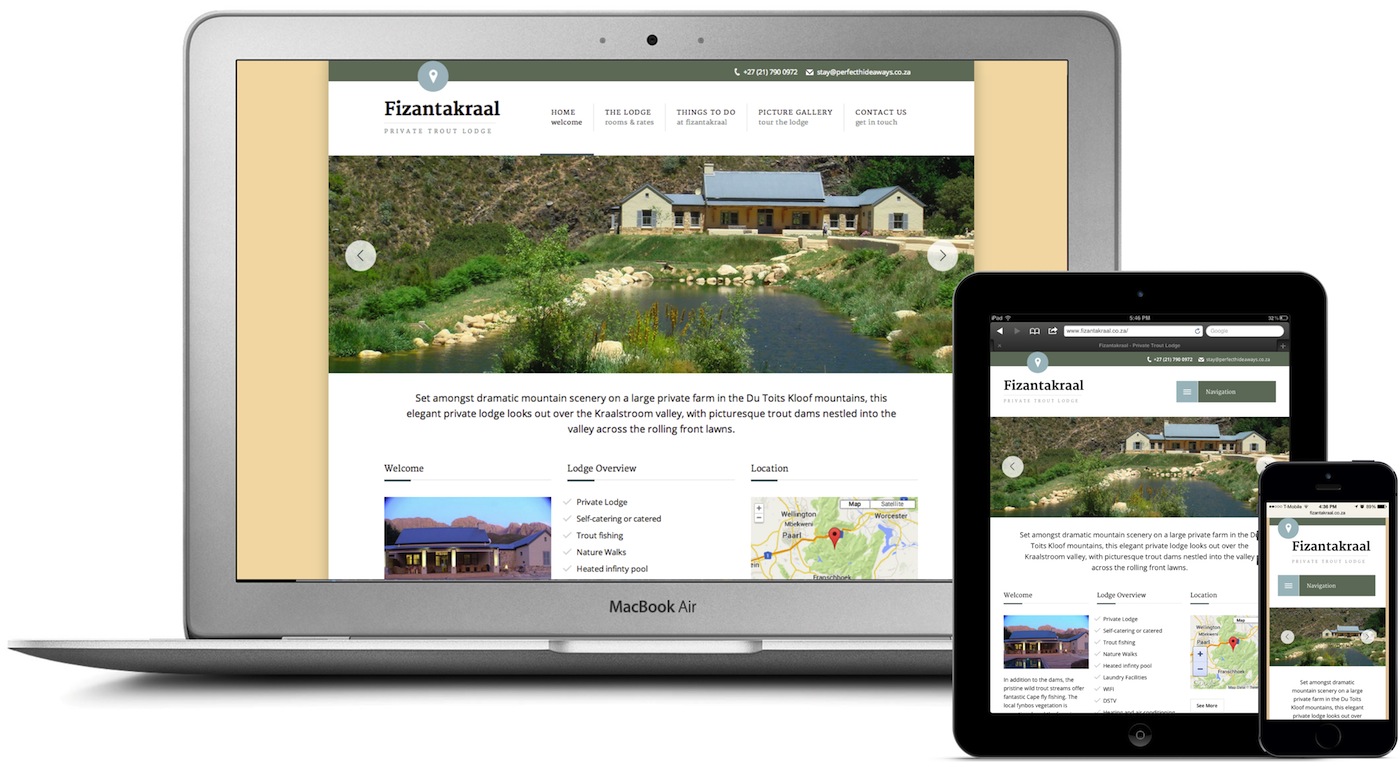 +27 (21) 790 0972 stay@perfecthideaways.co.za
Fizantakraal
PRIVATE TROUT LODGE
HOME THE LODGE THINGS TO DO PICTURE GALLERY CONTACT US
welcome rooms & rates at fizantakraal tour the lodge get in touch
Set amongst dramatic mountain scenery on a large private farm in the Du Toits Kloof mountains, this
elegant private lodge looks out over the Kraalstroom valley, with picturesque trout dams nestled into the
valley across the rolling front lawns.
Welcome
Lodge Overview
Private Lodge
Self-catering or catered
Trout fishing
Nature Walks
Heated infinty pool
Location
Map Satellite
Wellington
Mbekweni
Paarl
Worcester
Franschhoek
MacBook Air
iPad 5:46 PM 32%
www.fizantakraal.co.za/ Google
Fizantakraal - Private Trout Lodge
+27 (21) 790 0972 stay@perfecthideaways.co.za
Fizantakraal
PRIVATE TROUT LODGE
Navigation
Set amongst dramatic mountain scenery on a large private farm in the Du
Toits Kloof mountains, this elegant private lodge looks out over the
Kraalstroom valley, with picturesque trout dams nestled into the valley
across the rolling front lawns.
Welcome
In addition to the dams, the
pristine wild trout streams offer
fantastic Cape fly fishing. The
local fynbos vegetation is
Lodge Overview
Private Lodge
Self-catering or catered
Trout fishing
Nature Walks
Heated infinty pool
Laundry Facilities
WIFI
DSTV
Heating and air conditioning
Location
Map
Wellington
Paarl
Franschhoek
See More
T-Mobile 4:36 PM 89%
fizantakraal.co.za
Fizantakraal
PRIVATE TROUT LODGE
Navigation
Set amongst dramatic
mountain scenery on a large
private farm in the Du Toits
Kloof mountains, this elegant
private lodge looks out over